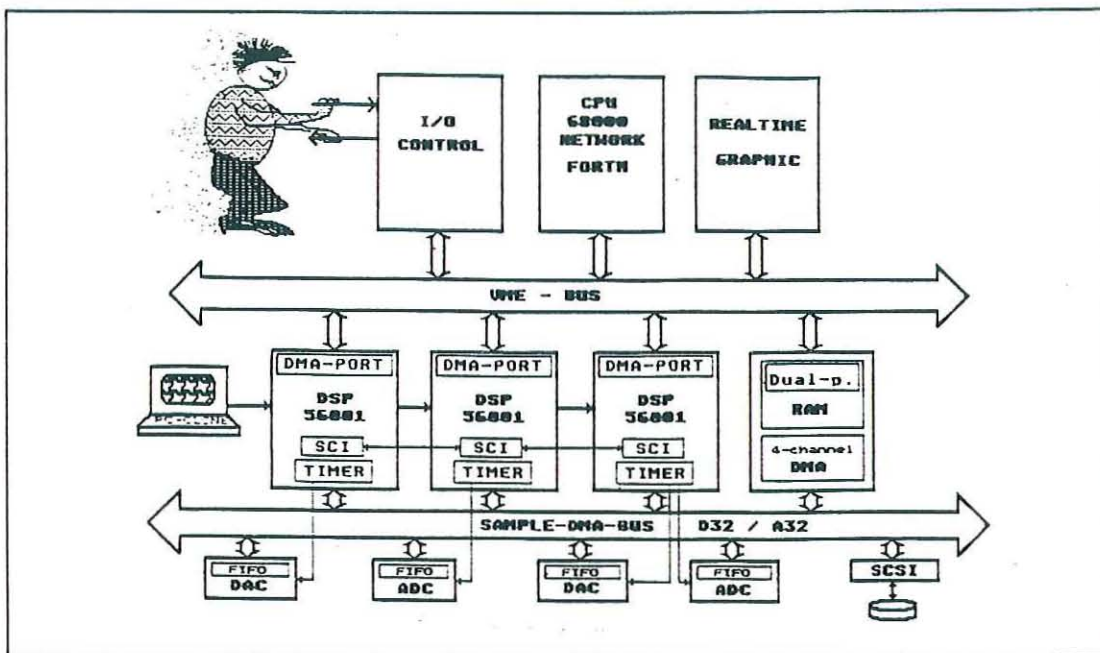 I/O
CONTROL
CPU
68000
NETWORK
FORTH
REALTIME
GRAPHIC
VME - BUS
DMA-PORT
DSP
56001
SCI
TIMER
DMA-PORT
DSP
56001
SCI
TIMER
DMA-PORT
DSP
56001
SCI
TIMER
Dual-p.
RAM
4-channel
DMA
PC-CLONE
SAMPLE-DMA-BUS D32 / A32
FIFO
DAC
FIFO
ADC
FIFO
DAC
FIFO
ADC
SCSI